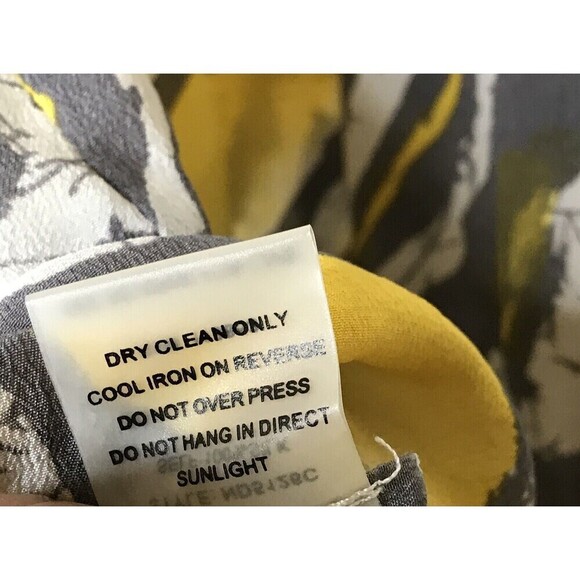 DRY CLEAN ONLY
COOL IRON ON REVERSE
DO NOT OVER PRESS
DO NOT HANG IN DIRECT
SUNLIGHT